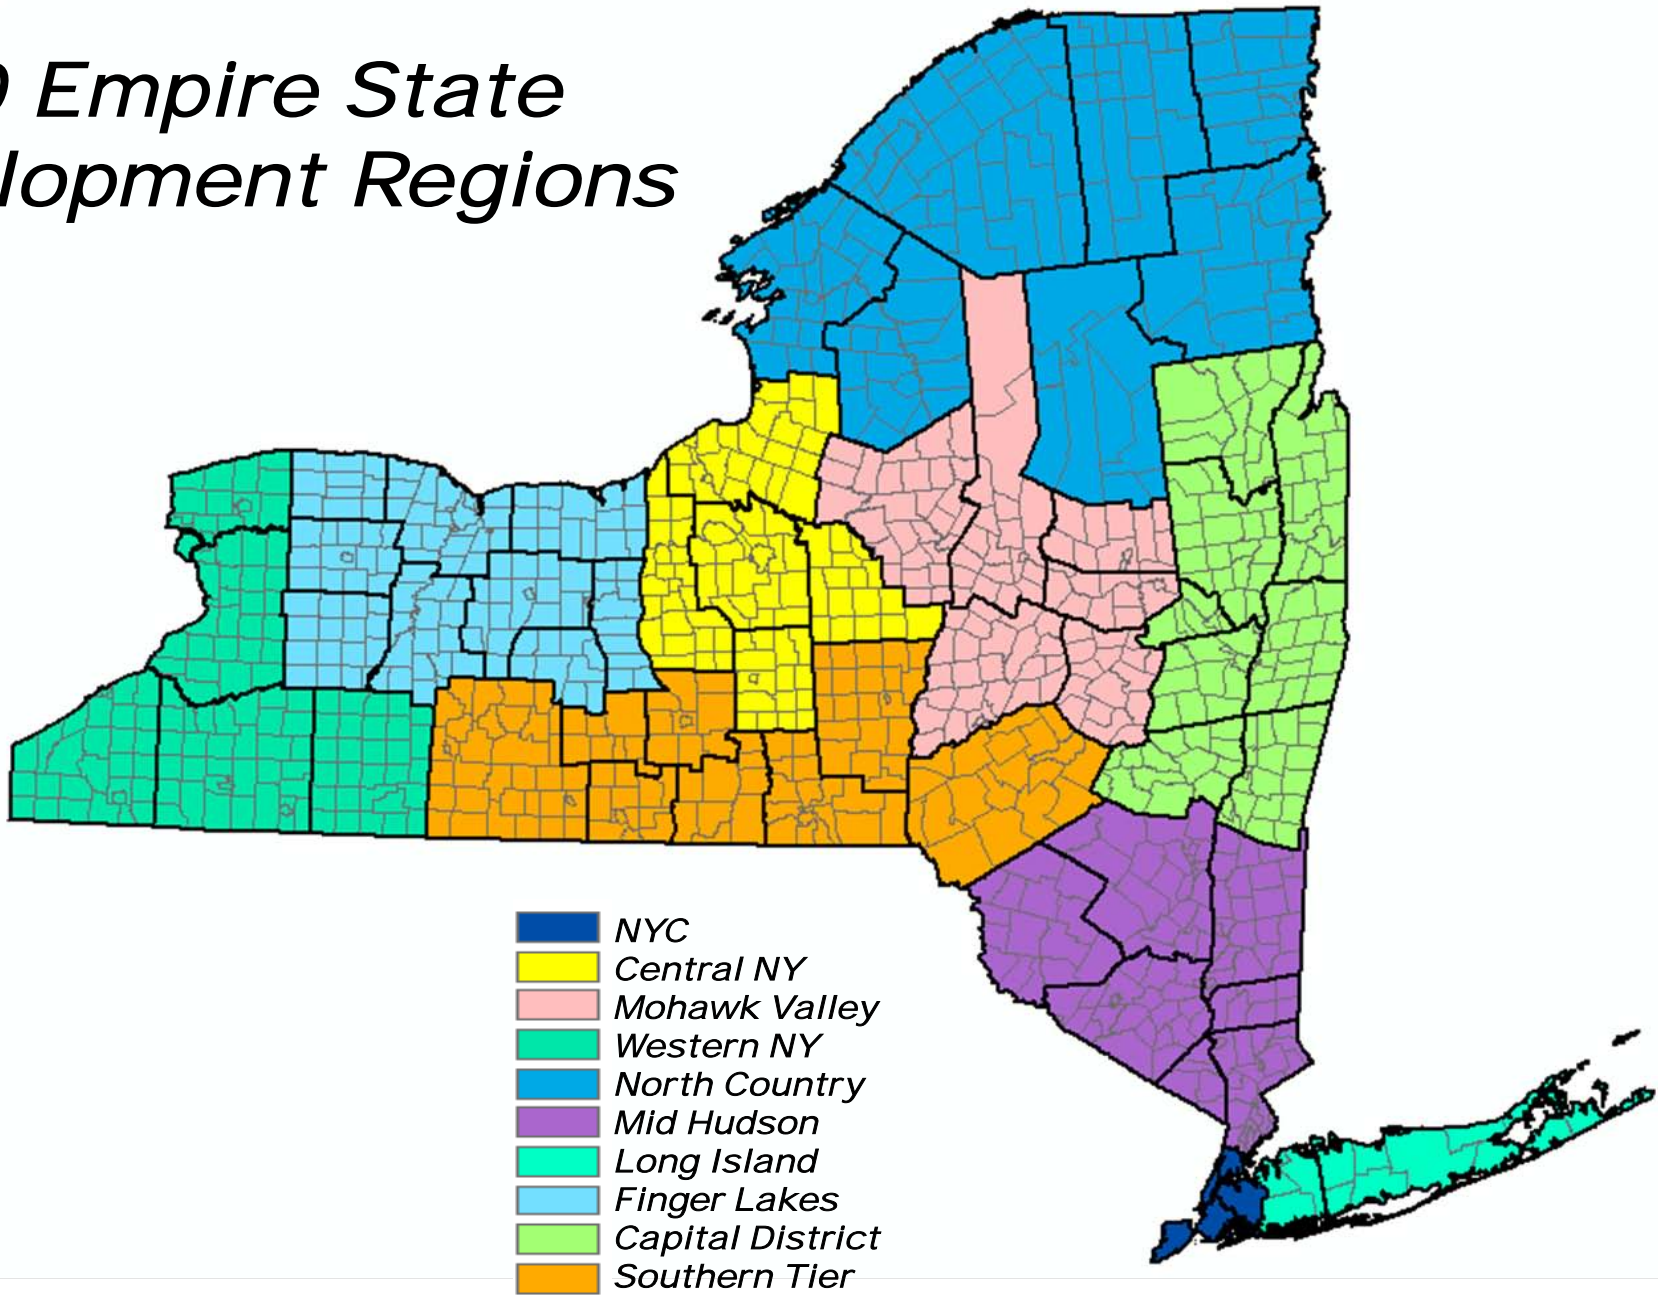 Empire State
lopment Regions
NYC
Central NY
Mohawk Valley
Western NY
North Country
Mid Hudson
Long Island
Finger Lakes
Capital District
Southern Tier